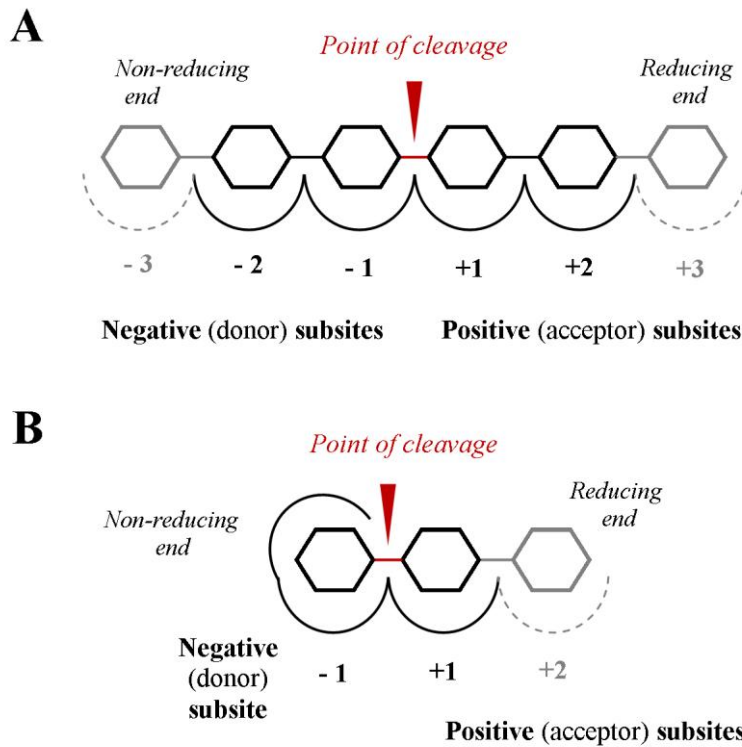 A
Point of cleavage
Non-reducing
end
Reducing
end
- 3 - 2 - 1 +1 +2 +3
Negative (donor) subsites Positive (acceptor) subsites
B
Point of cleavage
Non-reducing
end
Reducing
end
Negative
(donor)
subsite
- 1 +1 +2
Positive (acceptor) subsites